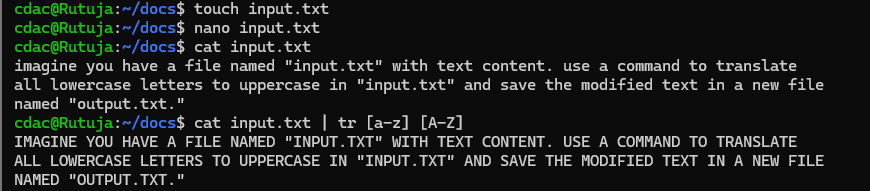 cdac@Rutuja:~/docs$ touch input.txt
cdac@Rutuja:~/docs$ nano input.txt
cdac@Rutuja:~/docs$ cat input.txt
imagine you have a file named "input.txt" with text content. use a command to translate
all lowercase letters to uppercase in "input.txt" and save the modified text in a new file
named "output.txt."
cdac@Rutuja:~/docs$ cat input.txt | tr [a-z] [A-Z]
IMAGINE YOU HAVE A FILE NAMED "INPUT.TXT" WITH TEXT CONTENT. USE A COMMAND TO TRANSLATE
ALL LOWERCASE LETTERS TO UPPERCASE IN "INPUT.TXT" AND SAVE THE MODIFIED TEXT IN A NEW FILE
NAMED "OUTPUT.TXT."